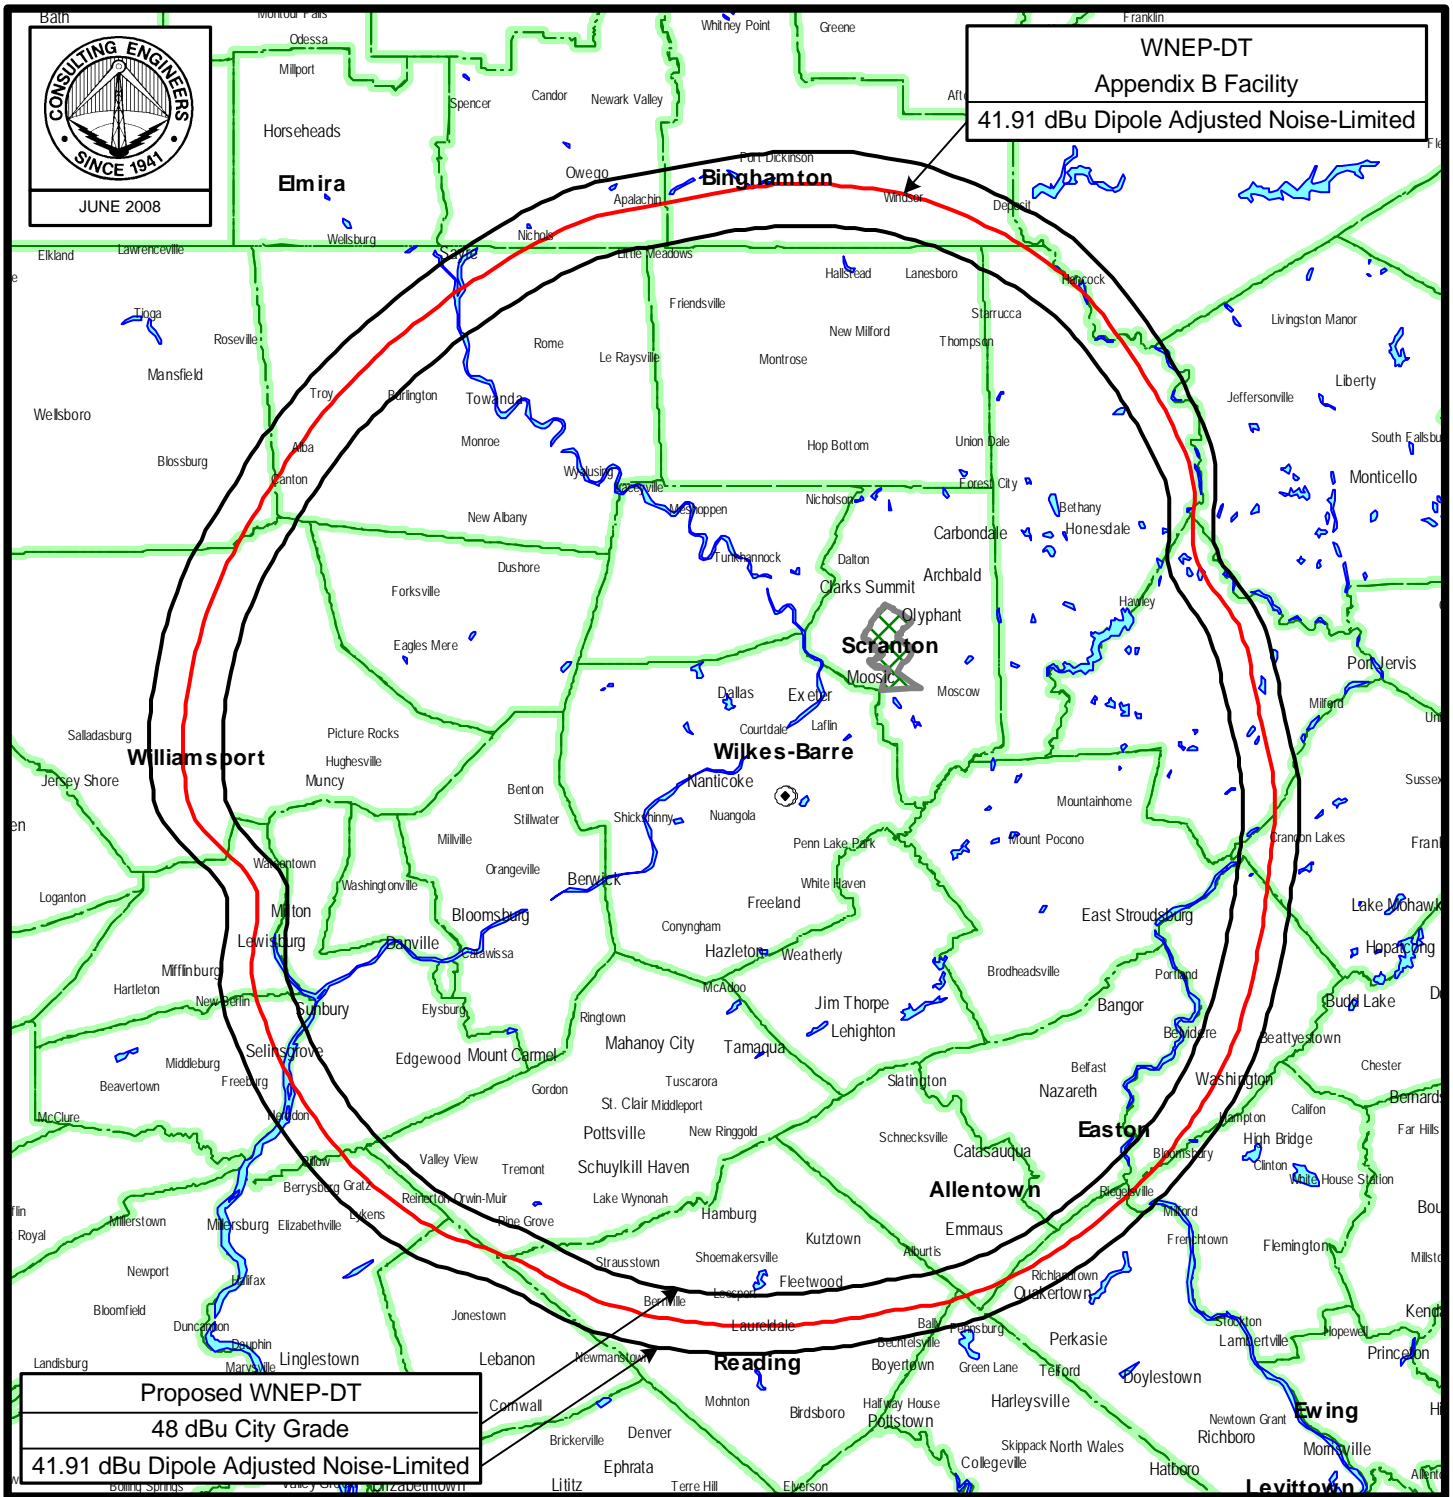 Bath
Montour Falls
Odessa
Millport
Whitney Point
Greene
Franklin
CONSULTING ENGINEERS
SINCE 1941
JUNE 2008
WNEP-DT
Appendix B Facility
41.91 dBu Dipole Adjusted Noise-Limited
Spencer
Candor
Newark Valley
Horseheads
Elmira
Owego
Port Dickinson
Binghamton
Apalachin
Windsor
Deposit
Wellsburg
Nichols
Elkland
Lawrenceville
Sayre
Little Meadows
Hallstead
Lanesboro
Hancock
Tioga
Friendsville
Starrucca
Livingston Manor
Roseville
Rome
New Milford
Thompson
Le Raysville
Montrose
Mansfield
Liberty
Troy
Burlington
Towanda
Jeffersonville
Wellsboro
Alba
Monroe
Hop Bottom
Union Dale
South Fallsbu
Blossburg
Canton
Wyalusing
Laceyville
Forest City
Monticello
Nicholson
Meshoppen
Bethany
New Albany
Carbondale
Honesdale
Tunkhannock
Dalton
Dushore
Archbald
Forksville
Clarks Summit
Hawley
Olyphant
Eagles Mere
Scranton
Port Jervis
Moosic
Dallas
Exeter
Moscow
Milford
Salladasburg
Picture Rocks
Courtdale
Laflin
Williamsport
Wilkes-Barre
Hughesville
Jersey Shore
Muncy
Nanticoke
Sussex
Benton
Mountainhome
Stillwater
Shickshinny
Nuangola
en
Millville
Penn Lake Park
Mount Pocono
Crandon Lakes
Frank
Watsontown
Orangeville
Washingtonville
Berwick
White Haven
Loganton
Freeland
Milton
Bloomsburg
East Stroudsburg
Lake Mohawk
Conyngham
Lewisburg
Danville
Catawissa
Hazleton
Weatherly
Hopatcong
Mifflinburg
Brodheadsville
Portland
Hartleton
New Berlin
McAdoo
Sunbury
Elysburg
Jim Thorpe
Bangor
Budd Lake
Ringtown
Lehighton
Belvidere
Beattyestown
Selinsgrove
Edgewood
Mount Carmel
Mahanoy City
Tamaqua
Middleburg
Belfast
Chester
Beavertown
Freeburg
Gordon
Tuscarora
Slatington
Nazareth
Washington
McClure
Herndon
St. Clair
Middleport
Hampton
Califon
Bernards
Pottsville
New Ringgold
Schnecksville
Easton
High Bridge
Far Hills
Pillow
Valley View
Catasauqua
Bloomsbury
Tremont
Schuylkill Haven
Clinton
Berrysburg
Gratz
Reinerton-Orwin-Muir
Lake Wynonah
Allentown
Riegelsville
White House Station
Millerstown
Millersburg
Elizabethville
Lykens
Pine Grove
Hamburg
Emmaus
Milford
Royal
Kutztown
Frenchtown
Flemington
Strausstown
Shoemakersville
Alburtis
Newport
Halifax
Fleetwood
Richlandtown
Quakertown
Bernville
Leesport
Bloomfield
Jonestown
Stockton
Duncannon
Laureldale
Bally
Pennsburg
Perkasie
Lambertville
Hopewell
Dauphin
Bechtelsville
Landisburg
Marysville
Linglestown
Lebanon
Newmanstown
Reading
Boyertown
Green Lane
Telford
Princeton
Doylestown
Proposed WNEP-DT
48 dBu City Grade
41.91 dBu Dipole Adjusted Noise-Limited
Cornwall
Mohnton
Birdsboro
Halfway House
Harleysville
Ewing
Pottstown
Newtown Grant
Richboro
Brickerville
Denver
Skippack
North Wales
Morrisville
Collegeville
Hatboro
Ephrata
Boiling Springs
Elizabethtown
Lititz
Terre Hill
Elverson
Levittown